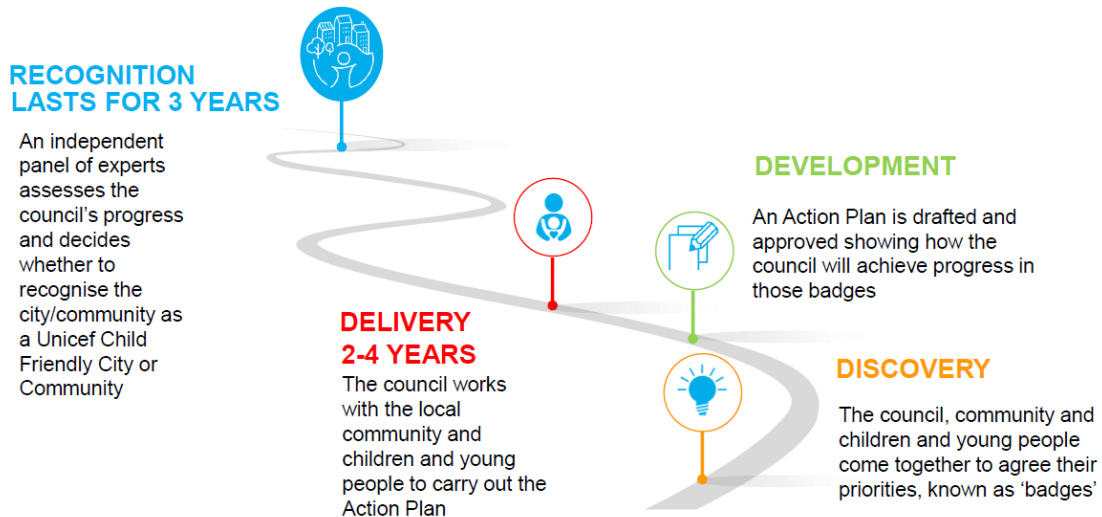 RECOGNITION
LASTS FOR 3 YEARS
An independent
panel of experts
assesses the
council's progress
and decides
whether to
recognise the
city/community as
a Unicef Child
Friendly City or
Community
DELIVERY
2-4 YEARS
The council works
with the local
community and
children and young
people to carry out the
Action Plan
DEVELOPMENT
An Action Plan is drafted and
approved showing how the
council will achieve progress in
those badges
DISCOVERY
The council, community and
children and young people
come together to agree their
priorities, known as ‘badges’